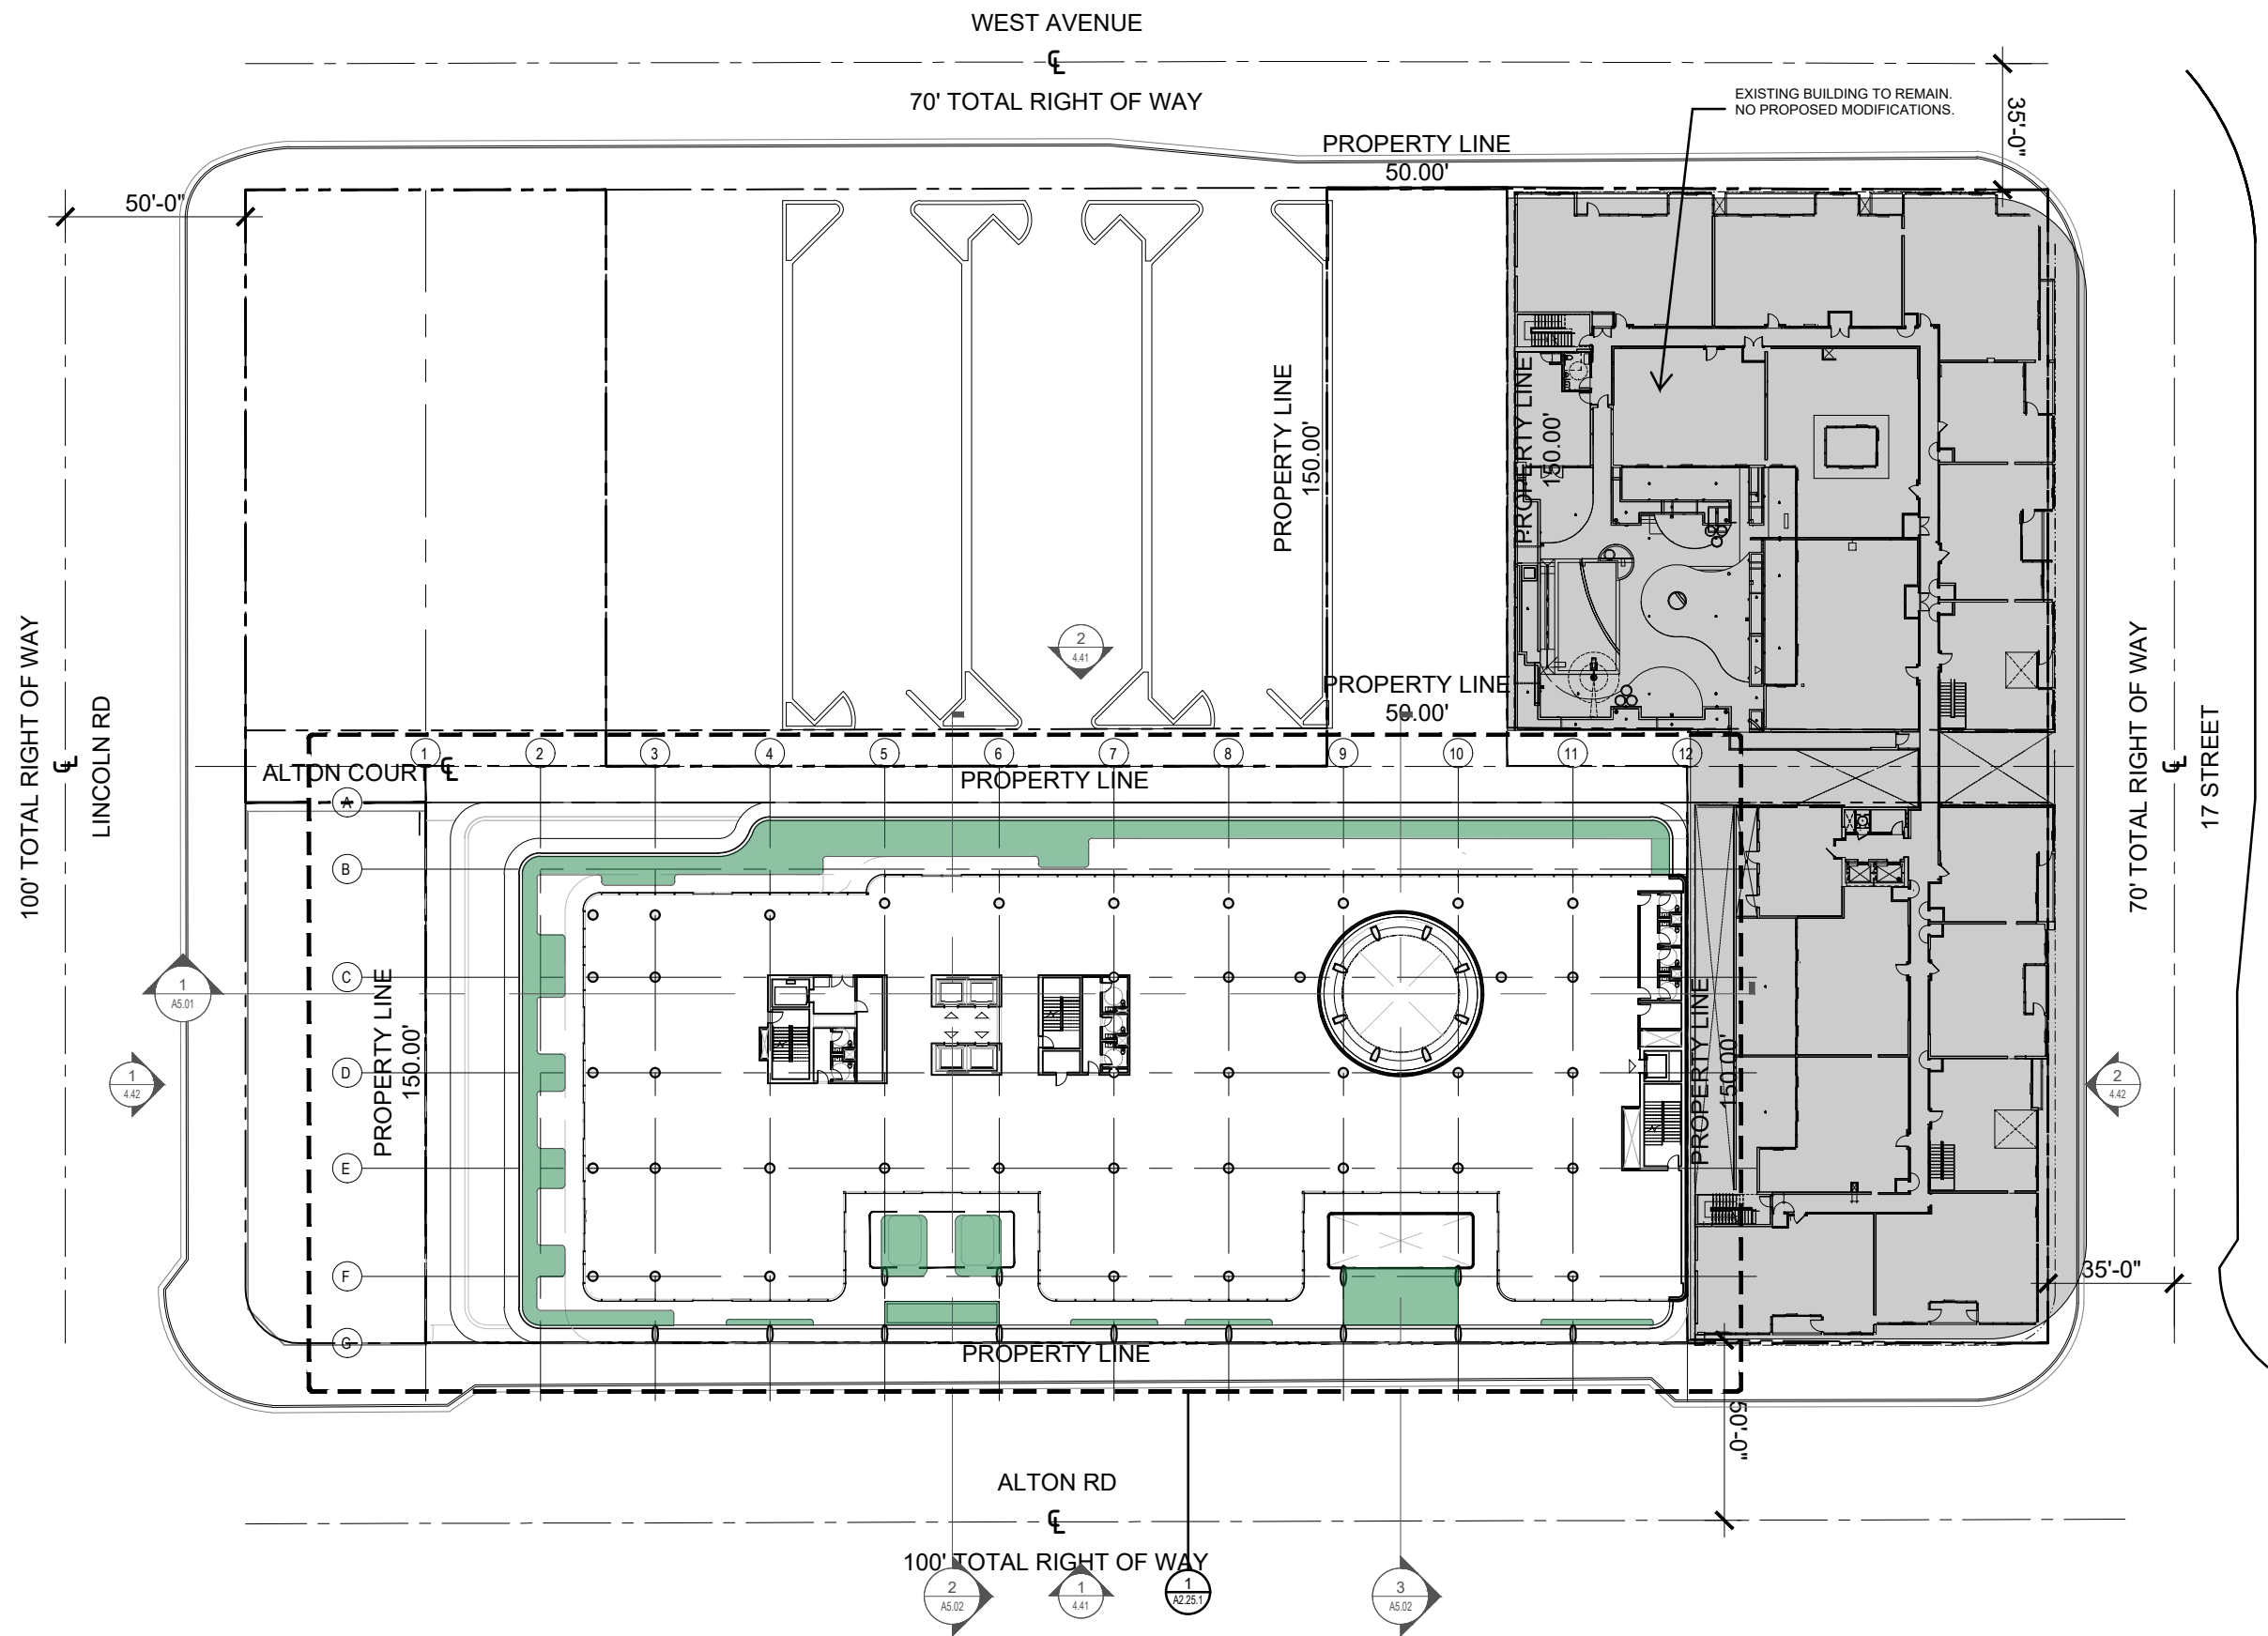 WEST AVENUE
℄
70' TOTAL RIGHT OF WAY
EXISTING BUILDING TO REMAIN.
NO PROPOSED MODIFICATIONS.
35'-0"
PROPERTY LINE
50.00'
50'-0"
PROPERTY LINE
150.00'
PROPERTY LINE
150.00'
2
4.41
PROPERTY LINE
50.00'
100' TOTAL RIGHT OF WAY
℄
LINCOLN RD
70' TOTAL RIGHT OF WAY
℄
17 STREET
1
2
3
4
5
6
7
8
9
10
11
12
ALTON COURT ℄
PROPERTY LINE
A
B
C
D
E
F
G
1
A5.01
1
4.42
PROPERTY LINE
150.00'
PROPERTY LINE
150.00'
2
4.42
35'-0"
PROPERTY LINE
50'-0"
ALTON RD
℄
100' TOTAL RIGHT OF WAY
2
A5.02
1
4.41
1
A2.25.1
3
A5.02